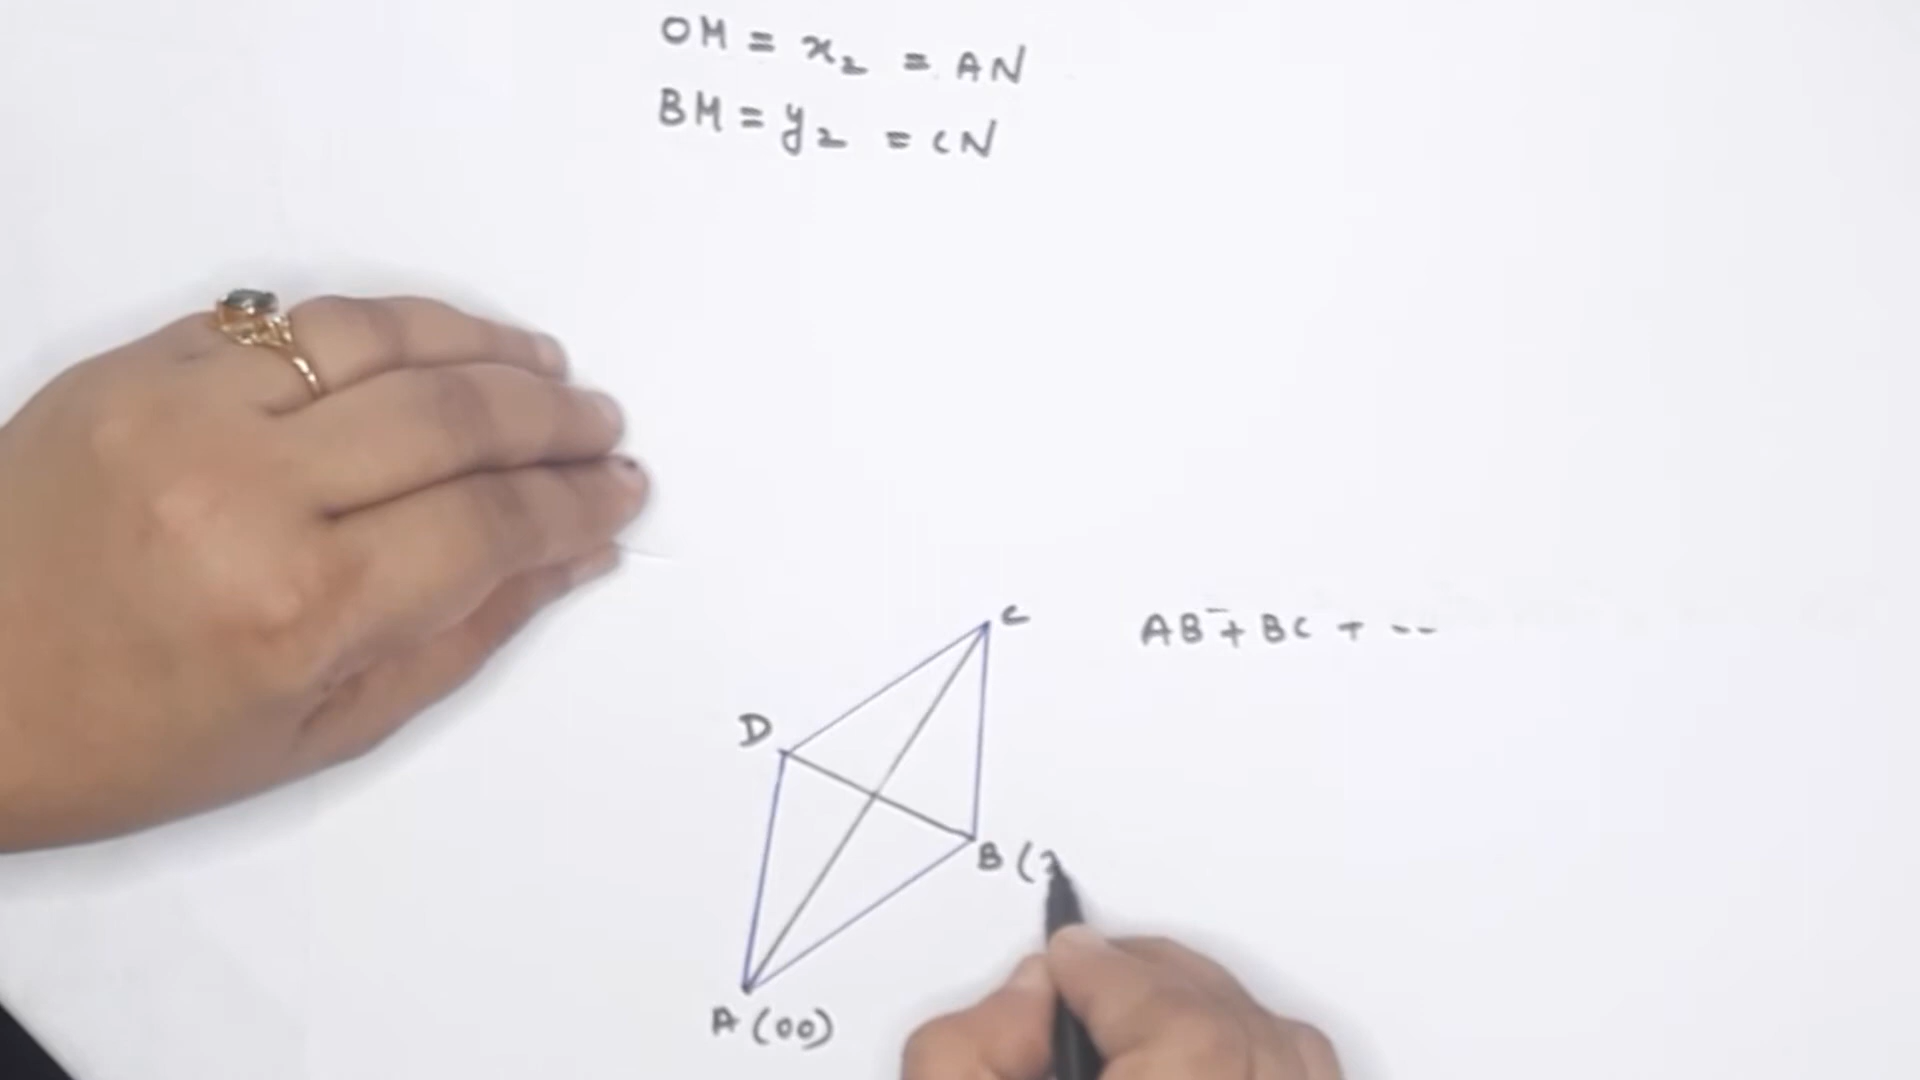 OM = x₂ = AN
BM = y₂ = CN
C
AB + BC + --
D
B (
A (00)